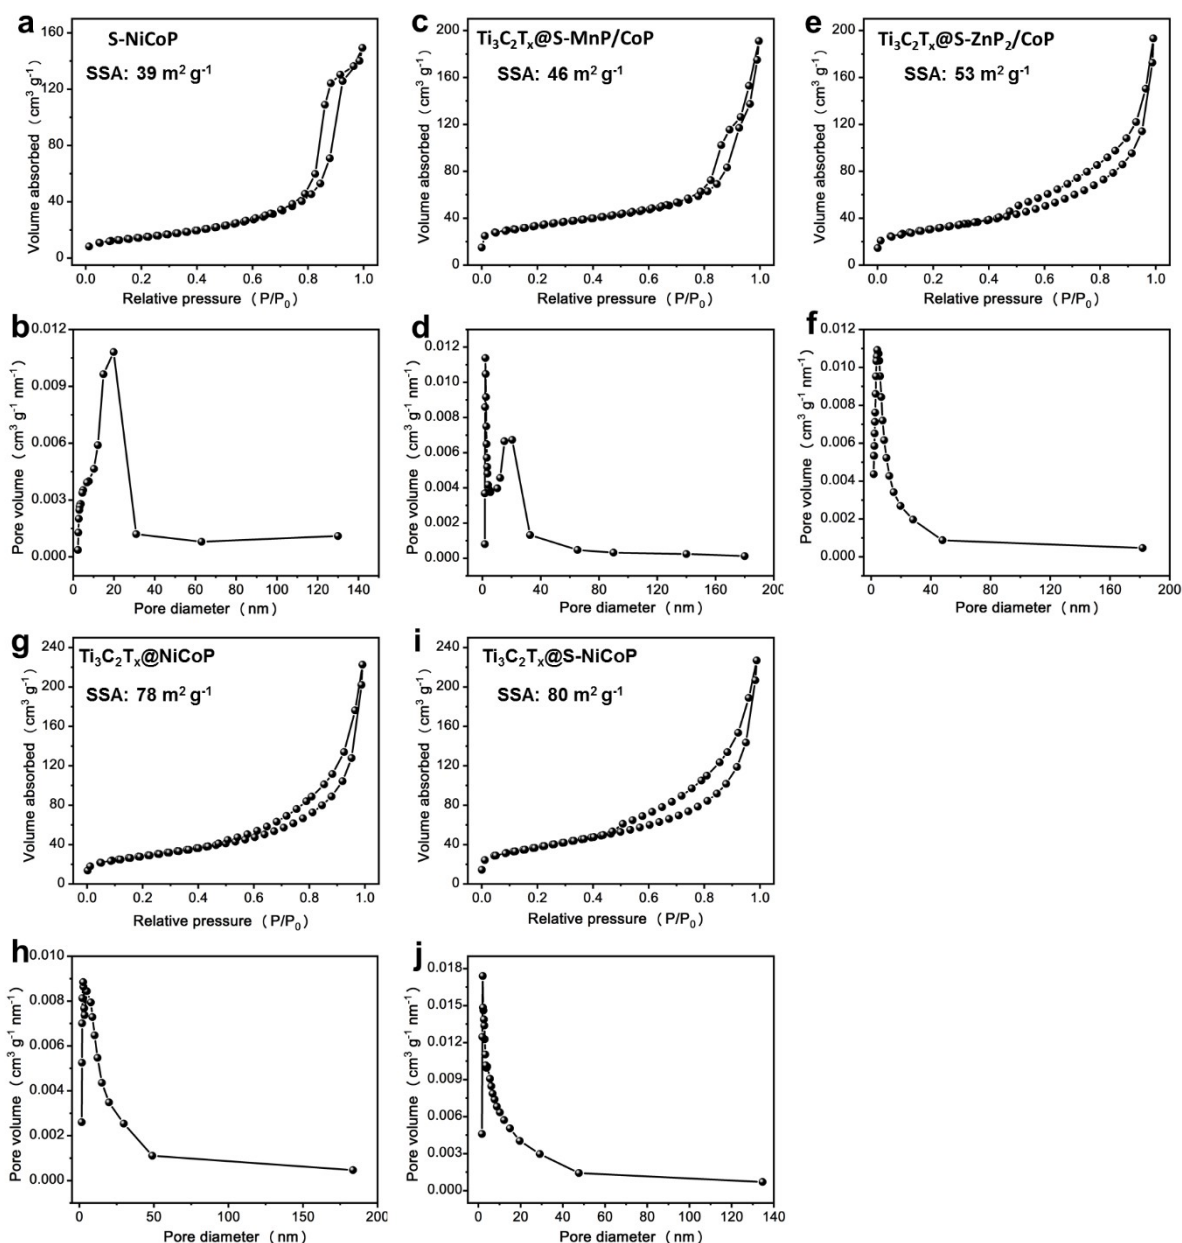 a
S-NiCoP
SSA: 39 m² g⁻¹
Volume absorbed (cm³ g⁻¹)
160
120
80
40
0
0.0 0.2 0.4 0.6 0.8 1.0
Relative pressure (P/P₀)
c
Ti₃C₂Tₓ@S-MnP/CoP
SSA: 46 m² g⁻¹
Volume absorbed (cm³ g⁻¹)
200
160
120
80
40
0
0.0 0.2 0.4 0.6 0.8 1.0
Relative pressure (P/P₀)
e
Ti₃C₂Tₓ@S-ZnP₂/CoP
SSA: 53 m² g⁻¹
Volume absorbed (cm³ g⁻¹)
200
160
120
80
40
0
0.0 0.2 0.4 0.6 0.8 1.0
Relative pressure (P/P₀)
b
Pore volume (cm³ g⁻¹ nm⁻¹)
0.012
0.009
0.006
0.003
0.000
0 20 40 60 80 100 120 140
Pore diameter (nm)
d
Pore volume (cm³ g⁻¹ nm⁻¹)
0.012
0.010
0.008
0.006
0.004
0.002
0.000
0 40 80 120 160 200
Pore diameter (nm)
f
Pore volume (cm³ g⁻¹ nm⁻¹)
0.012
0.010
0.008
0.006
0.004
0.002
0.000
0 40 80 120 160 200
Pore diameter (nm)
g
Ti₃C₂Tₓ@NiCoP
SSA: 78 m² g⁻¹
Volume absorbed (cm³ g⁻¹)
240
200
160
120
80
40
0
0.0 0.2 0.4 0.6 0.8 1.0
Relative pressure (P/P₀)
i
Ti₃C₂Tₓ@S-NiCoP
SSA: 80 m² g⁻¹
Volume absorbed (cm³ g⁻¹)
240
200
160
120
80
40
0
0.0 0.2 0.4 0.6 0.8 1.0
Relative pressure (P/P₀)
h
Pore volume (cm³ g⁻¹ nm⁻¹)
0.010
0.008
0.006
0.004
0.002
0.000
0 50 100 150 200
Pore diameter (nm)
j
Pore volume (cm³ g⁻¹ nm⁻¹)
0.018
0.015
0.012
0.009
0.006
0.003
0.000
0 20 40 60 80 100 120 140
Pore diameter (nm)